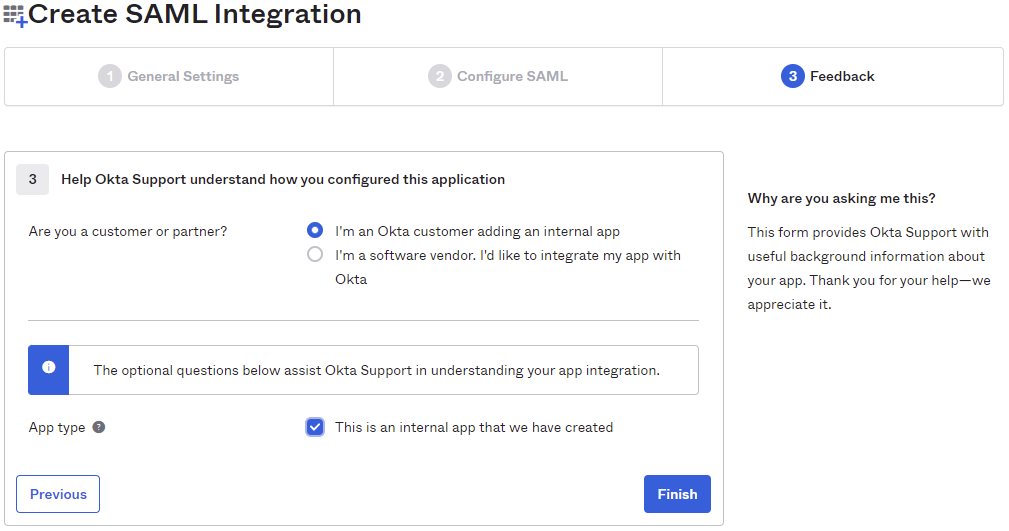 Create SAML Integration
1 General Settings
2 Configure SAML
3 Feedback
3 Help Okta Support understand how you configured this application
Are you a customer or partner?
I'm an Okta customer adding an internal app
I'm a software vendor. I'd like to integrate my app with
Okta
i
The optional questions below assist Okta Support in understanding your app integration.
App type ?
This is an internal app that we have created
Previous
Finish
Why are you asking me this?
This form provides Okta Support with
useful background information about
your app. Thank you for your help—we
appreciate it.